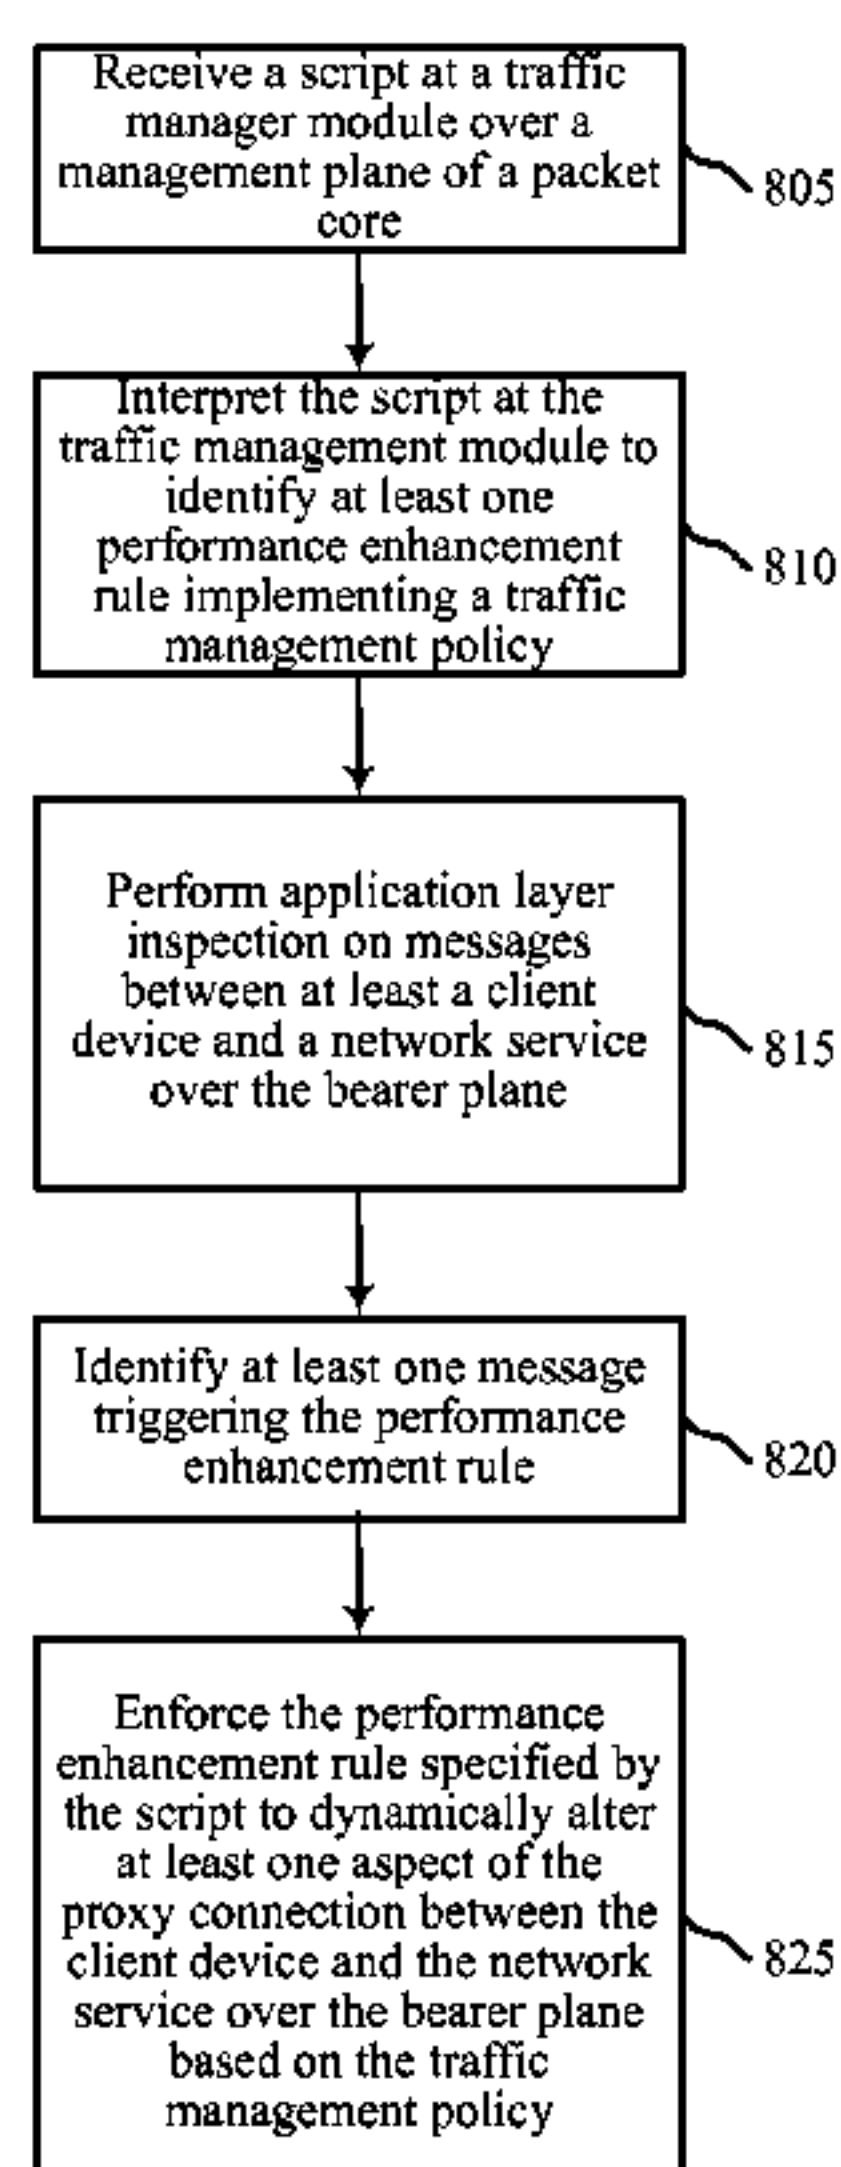 Receive a script at a traffic
manager module over a
management plane of a packet
core
805
Interpret the script at the
traffic management module to
identify at least one
performance enhancement
rule implementing a traffic
management policy
810
Perform application layer
inspection on messages
between at least a client
device and a network service
over the bearer plane
815
Identify at least one message
triggering the performance
enhancement rule
820
Enforce the performance
enhancement rule specified by
the script to dynamically alter
at least one aspect of the
proxy connection between the
client device and the network
service over the bearer plane
based on the traffic
management policy
825